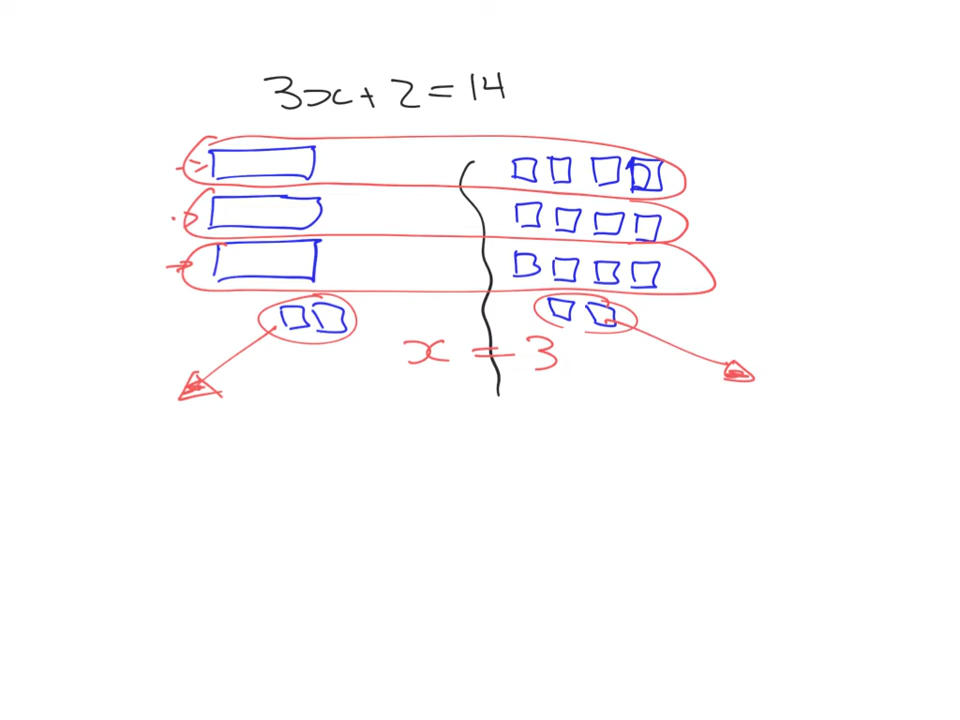 3x + 2 = 14
x = 3